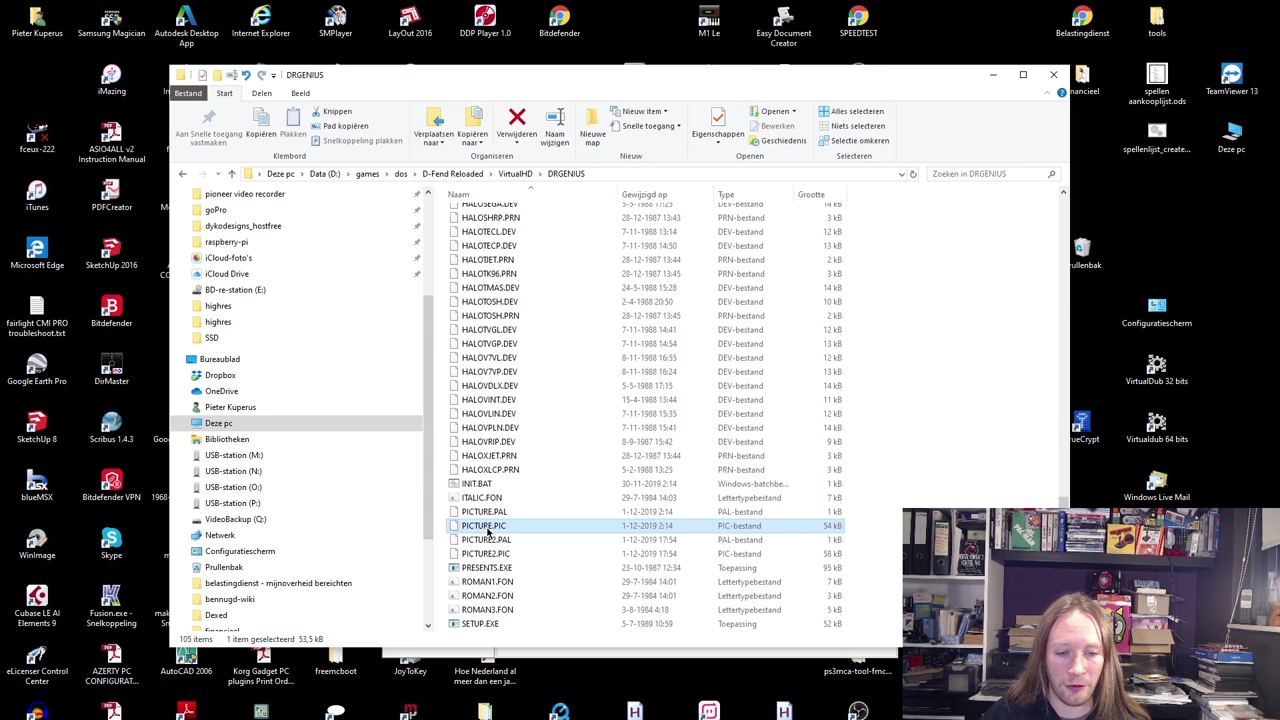 Pieter Kuperus
Samsung Magician
Autodesk Desktop App
Internet Explorer
SMPlayer
LayOut 2016
DDP Player 1.0
Bitdefender
M1 Le
Easy Document Creator
SPEEDTEST
Belastingdienst
tools
iMazing
spellen aankooplijst.ods
TeamViewer 13
fceux-222
ASIO4ALL v2 Instruction Manual
spellenlijst_create...
Deze pc
iTunes
PDFCreator
Microsoft Edge
SketchUp 2016
Prullenbak
fairlight CMI PRO troubleshoot.txt
Bitdefender
Configuratiescherm
Google Earth Pro
DirMaster
VirtualDub 32 bits
SketchUp 8
Scribus 1.4.3
Virtualdub 64 bits
blueMSX
Bitdefender VPN
Windows Live Mail
WinImage
Skype
Cubase LE AI Elements 9
Fusion.exe - Snelkoppeling
eLicenser Control Center
AZERTY PC CONFIGURAT...
AutoCAD 2006
Korg Gadget PC plugins Print Ord...
freemcboot
JoyToKey
Hoe Nederland al meer dan een ja...
ps3mca-tool-fmc...
DRGENIUS
Bestand Start Delen Beeld
Aan Snelle toegang vastmaken
Kopiëren
Plakken
Knippen
Pad kopiëren
Snelkoppeling plakken
Klembord
Verplaatsen naar
Kopiëren naar
Verwijderen
Naam wijzigen
Organiseren
Nieuwe map
Nieuw item
Snelle toegang
Nieuw
Eigenschappen
Openen
Bewerken
Geschiedenis
Openen
Alles selecteren
Niets selecteren
Selectie omkeren
Selecteren
Deze pc > Data (D:) > games > dos > D-Fend Reloaded > VirtualHD > DRGENIUS
Zoeken in DRGENIUS
pioneer video recorder
goPro
dykodesigns_hostfree
raspberry-pi
iCloud-foto's
iCloud Drive
BD-re-station (E:)
highres
highres
SSD
Bureaublad
Dropbox
OneDrive
Pieter Kuperus
Deze pc
Bibliotheken
USB-station (M:)
USB-station (N:)
USB-station (O:)
USB-station (P:)
VideoBackup (Q:)
Netwerk
Configuratiescherm
Prullenbak
belastingdienst - mijnoverheid berichten
bennugd-wiki
Dexed
Naam Gewijzigd op Type Grootte
HALOSEGA.DEV 5-5-1988 17:25 DEV-bestand 14 kB
HALOSHRP.PRN 28-12-1987 13:43 PRN-bestand 3 kB
HALOTECL.DEV 7-11-1988 13:14 DEV-bestand 12 kB
HALOTECP.DEV 7-11-1988 14:50 DEV-bestand 13 kB
HALOTJET.PRN 28-12-1987 13:44 PRN-bestand 2 kB
HALOTK96.PRN 28-12-1987 13:45 PRN-bestand 3 kB
HALOTMAS.DEV 24-5-1988 15:28 DEV-bestand 14 kB
HALOTOSH.DEV 2-4-1988 20:50 DEV-bestand 10 kB
HALOTOSH.PRN 28-12-1987 13:45 PRN-bestand 3 kB
HALOTVGL.DEV 7-11-1988 14:41 DEV-bestand 12 kB
HALOTVGP.DEV 7-11-1988 14:54 DEV-bestand 13 kB
HALOV7VL.DEV 8-11-1988 16:55 DEV-bestand 12 kB
HALOV7VP.DEV 8-11-1988 16:24 DEV-bestand 13 kB
HALOVDLX.DEV 5-5-1988 17:15 DEV-bestand 14 kB
HALOVINT.DEV 15-4-1988 13:44 DEV-bestand 11 kB
HALOVLIN.DEV 7-11-1988 15:35 DEV-bestand 12 kB
HALOVPLN.DEV 7-11-1988 15:41 DEV-bestand 14 kB
HALOVRIP.DEV 8-9-1987 15:42 DEV-bestand 9 kB
HALOXJET.PRN 28-12-1987 13:44 PRN-bestand 3 kB
HALOXLCP.PRN 5-2-1988 13:25 PRN-bestand 3 kB
INIT.BAT 30-11-2019 2:14 Windows-batchbe... 1 kB
ITALIC.FON 29-7-1984 14:03 Lettertypebestand 7 kB
PICTURE.PAL 1-12-2019 2:14 PAL-bestand 1 kB
PICTURE.PIC 1-12-2019 2:14 PIC-bestand 54 kB
PICTURE2.PAL 1-12-2019 17:54 PAL-bestand 1 kB
PICTURE2.PIC 1-12-2019 17:54 PIC-bestand 58 kB
PRESENTS.EXE 23-10-1987 12:34 Toepassing 95 kB
ROMAN1.FON 29-7-1984 14:01 Lettertypebestand 7 kB
ROMAN2.FON 29-7-1984 14:01 Lettertypebestand 7 kB
ROMAN3.FON 3-8-1984 4:18 Lettertypebestand 5 kB
SETUP.EXE 5-7-1989 10:59 Toepassing 52 kB
105 items 1 item geselecteerd 53,5 kB